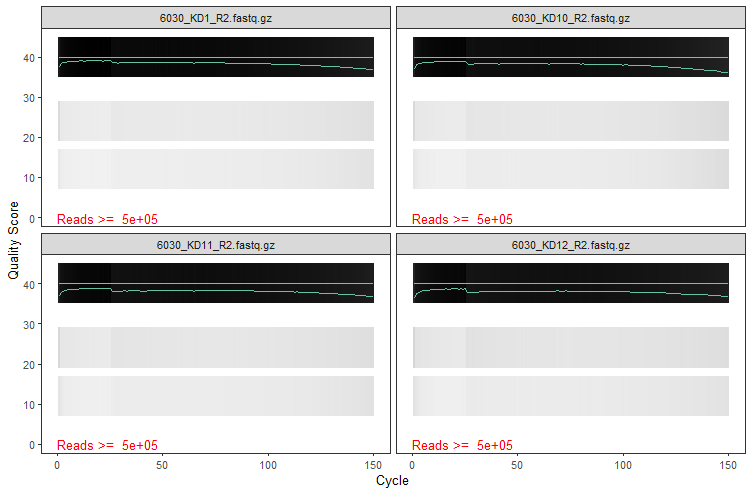 6030_KD1_R2.fastq.gz
6030_KD10_R2.fastq.gz
40
30
20
10
0
Reads >= 5e+05
Reads >= 5e+05
Quality Score
6030_KD11_R2.fastq.gz
6030_KD12_R2.fastq.gz
40
30
20
10
0
Reads >= 5e+05
Reads >= 5e+05
0 50 100 150
0 50 100 150
Cycle